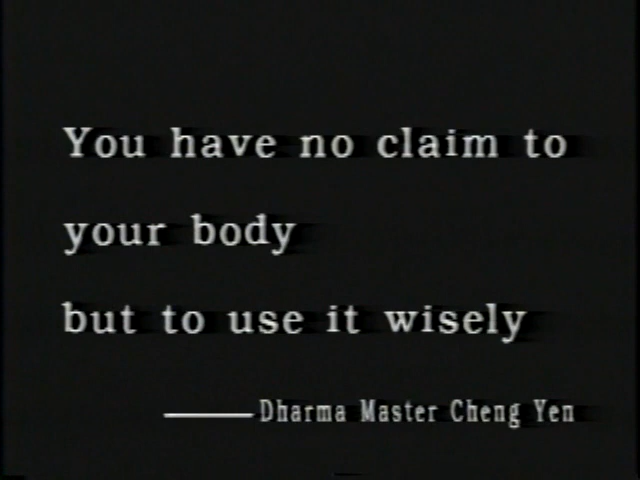 You have no claim to
your body
but to use it wisely
——Dharma Master Cheng Yen